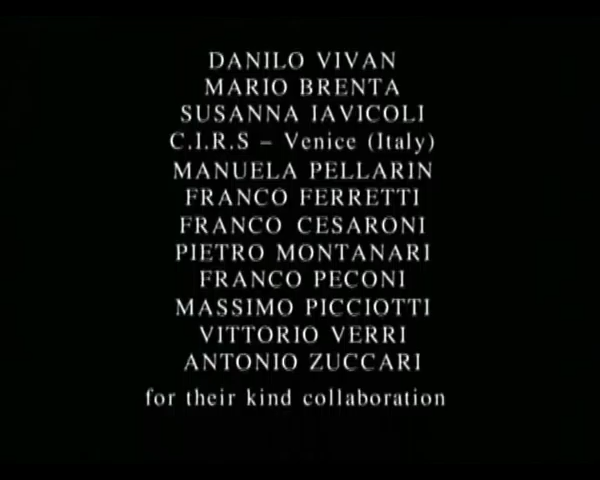 DANILO VIVAN
MARIO BRENTA
SUSANNA IAVICOLI
C.I.R.S – Venice (Italy)
MANUELA PELLARIN
FRANCO FERRETTI
FRANCO CESARONI
PIETRO MONTANARI
FRANCO PECONI
MASSIMO PICCIOTTI
VITTORIO VERRI
ANTONIO ZUCCARI
for their kind collaboration